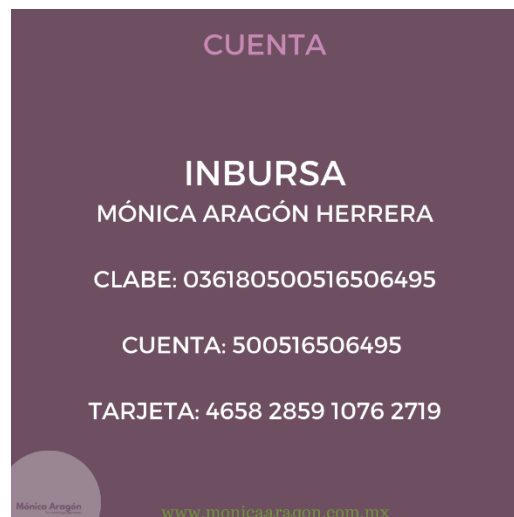 CUENTA
INBURSA
MÓNICA ARAGÓN HERRERA
CLABE: 036180500516506495
CUENTA: 500516506495
TARJETA: 4658 2859 1076 2719
Mónica Aragón
www.monicaaragon.com.mx